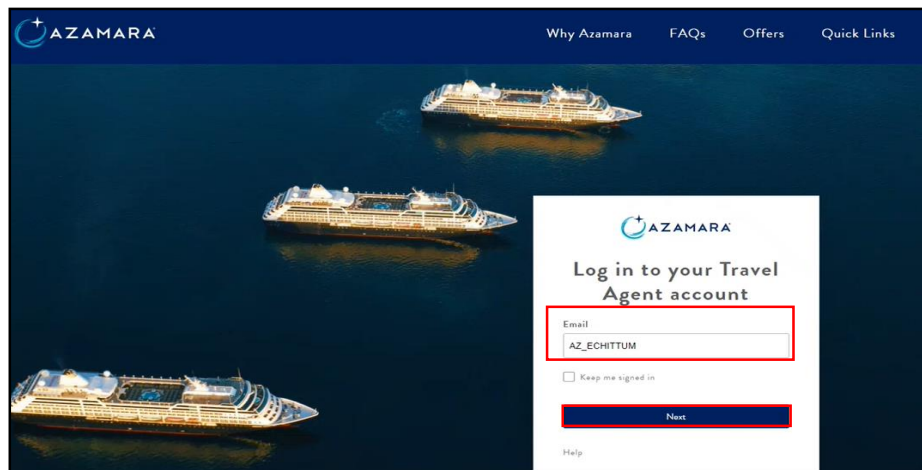 AZAMARA
Why Azamara FAQs Offers Quick Links
AZAMARA
Log in to your Travel
Agent account
Email
AZ_ECHITTUM
Keep me signed in
Next
Help